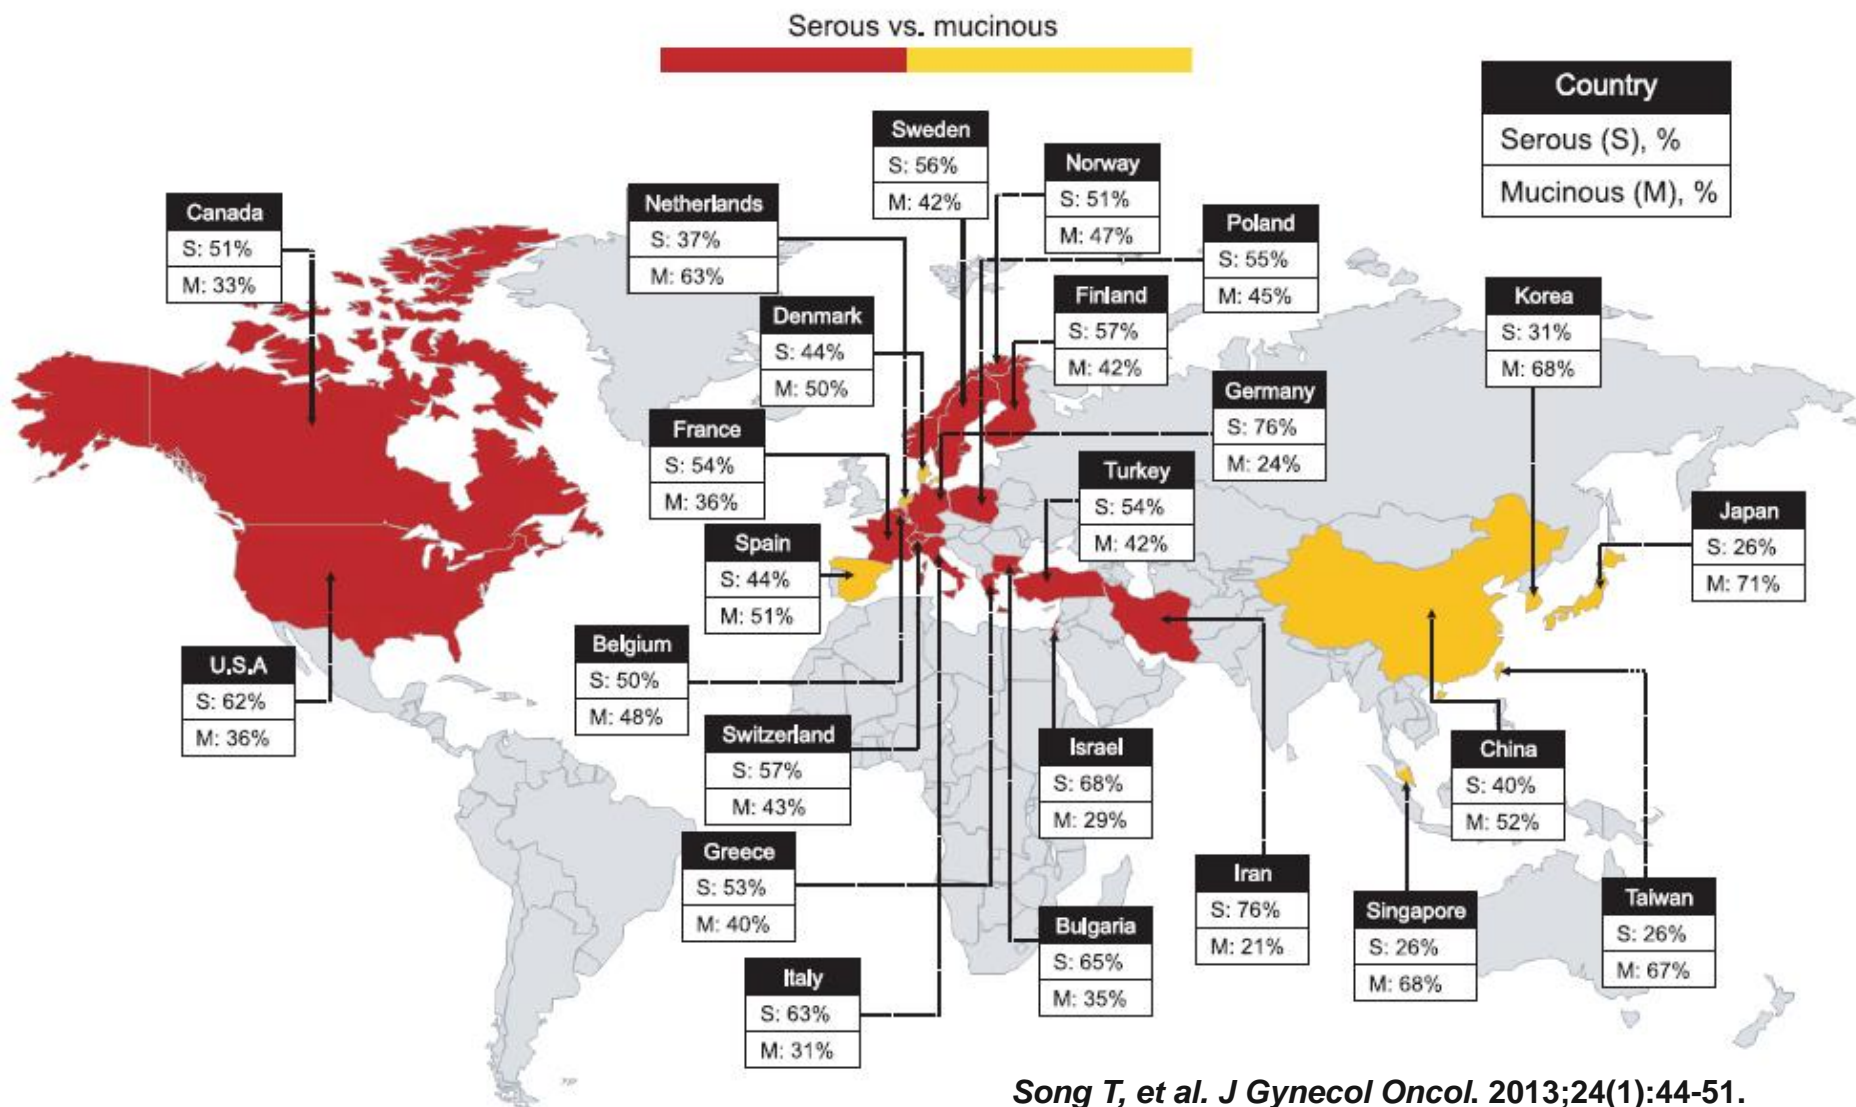 Serous vs. mucinous
Country
Serous (S), %
Mucinous (M), %
Sweden
S: 56%
M: 42%
Norway
S: 51%
M: 47%
Netherlands
S: 37%
M: 63%
Canada
S: 51%
M: 33%
Poland
S: 55%
M: 45%
Finland
S: 57%
M: 42%
Korea
S: 31%
M: 68%
Denmark
S: 44%
M: 50%
Germany
S: 76%
M: 24%
France
S: 54%
M: 36%
Turkey
S: 54%
M: 42%
Japan
S: 26%
M: 71%
Spain
S: 44%
M: 51%
Belgium
S: 50%
M: 48%
U.S.A
S: 62%
M: 36%
Switzerland
S: 57%
M: 43%
Israel
S: 68%
M: 29%
China
S: 40%
M: 52%
Greece
S: 53%
M: 40%
Iran
S: 76%
M: 21%
Taiwan
S: 26%
M: 67%
Singapore
S: 26%
M: 68%
Bulgaria
S: 65%
M: 35%
Italy
S: 63%
M: 31%
Song T, et al. J Gynecol Oncol. 2013;24(1):44-51.